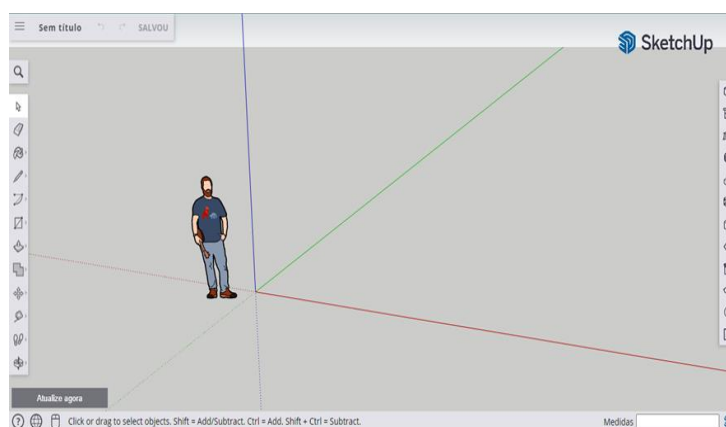 Sem título SALVOU
SketchUp
Atualize agora
Click or drag to select objects. Shift = Add/Subtract. Ctrl = Add. Shift + Ctrl = Subtract. Medidas